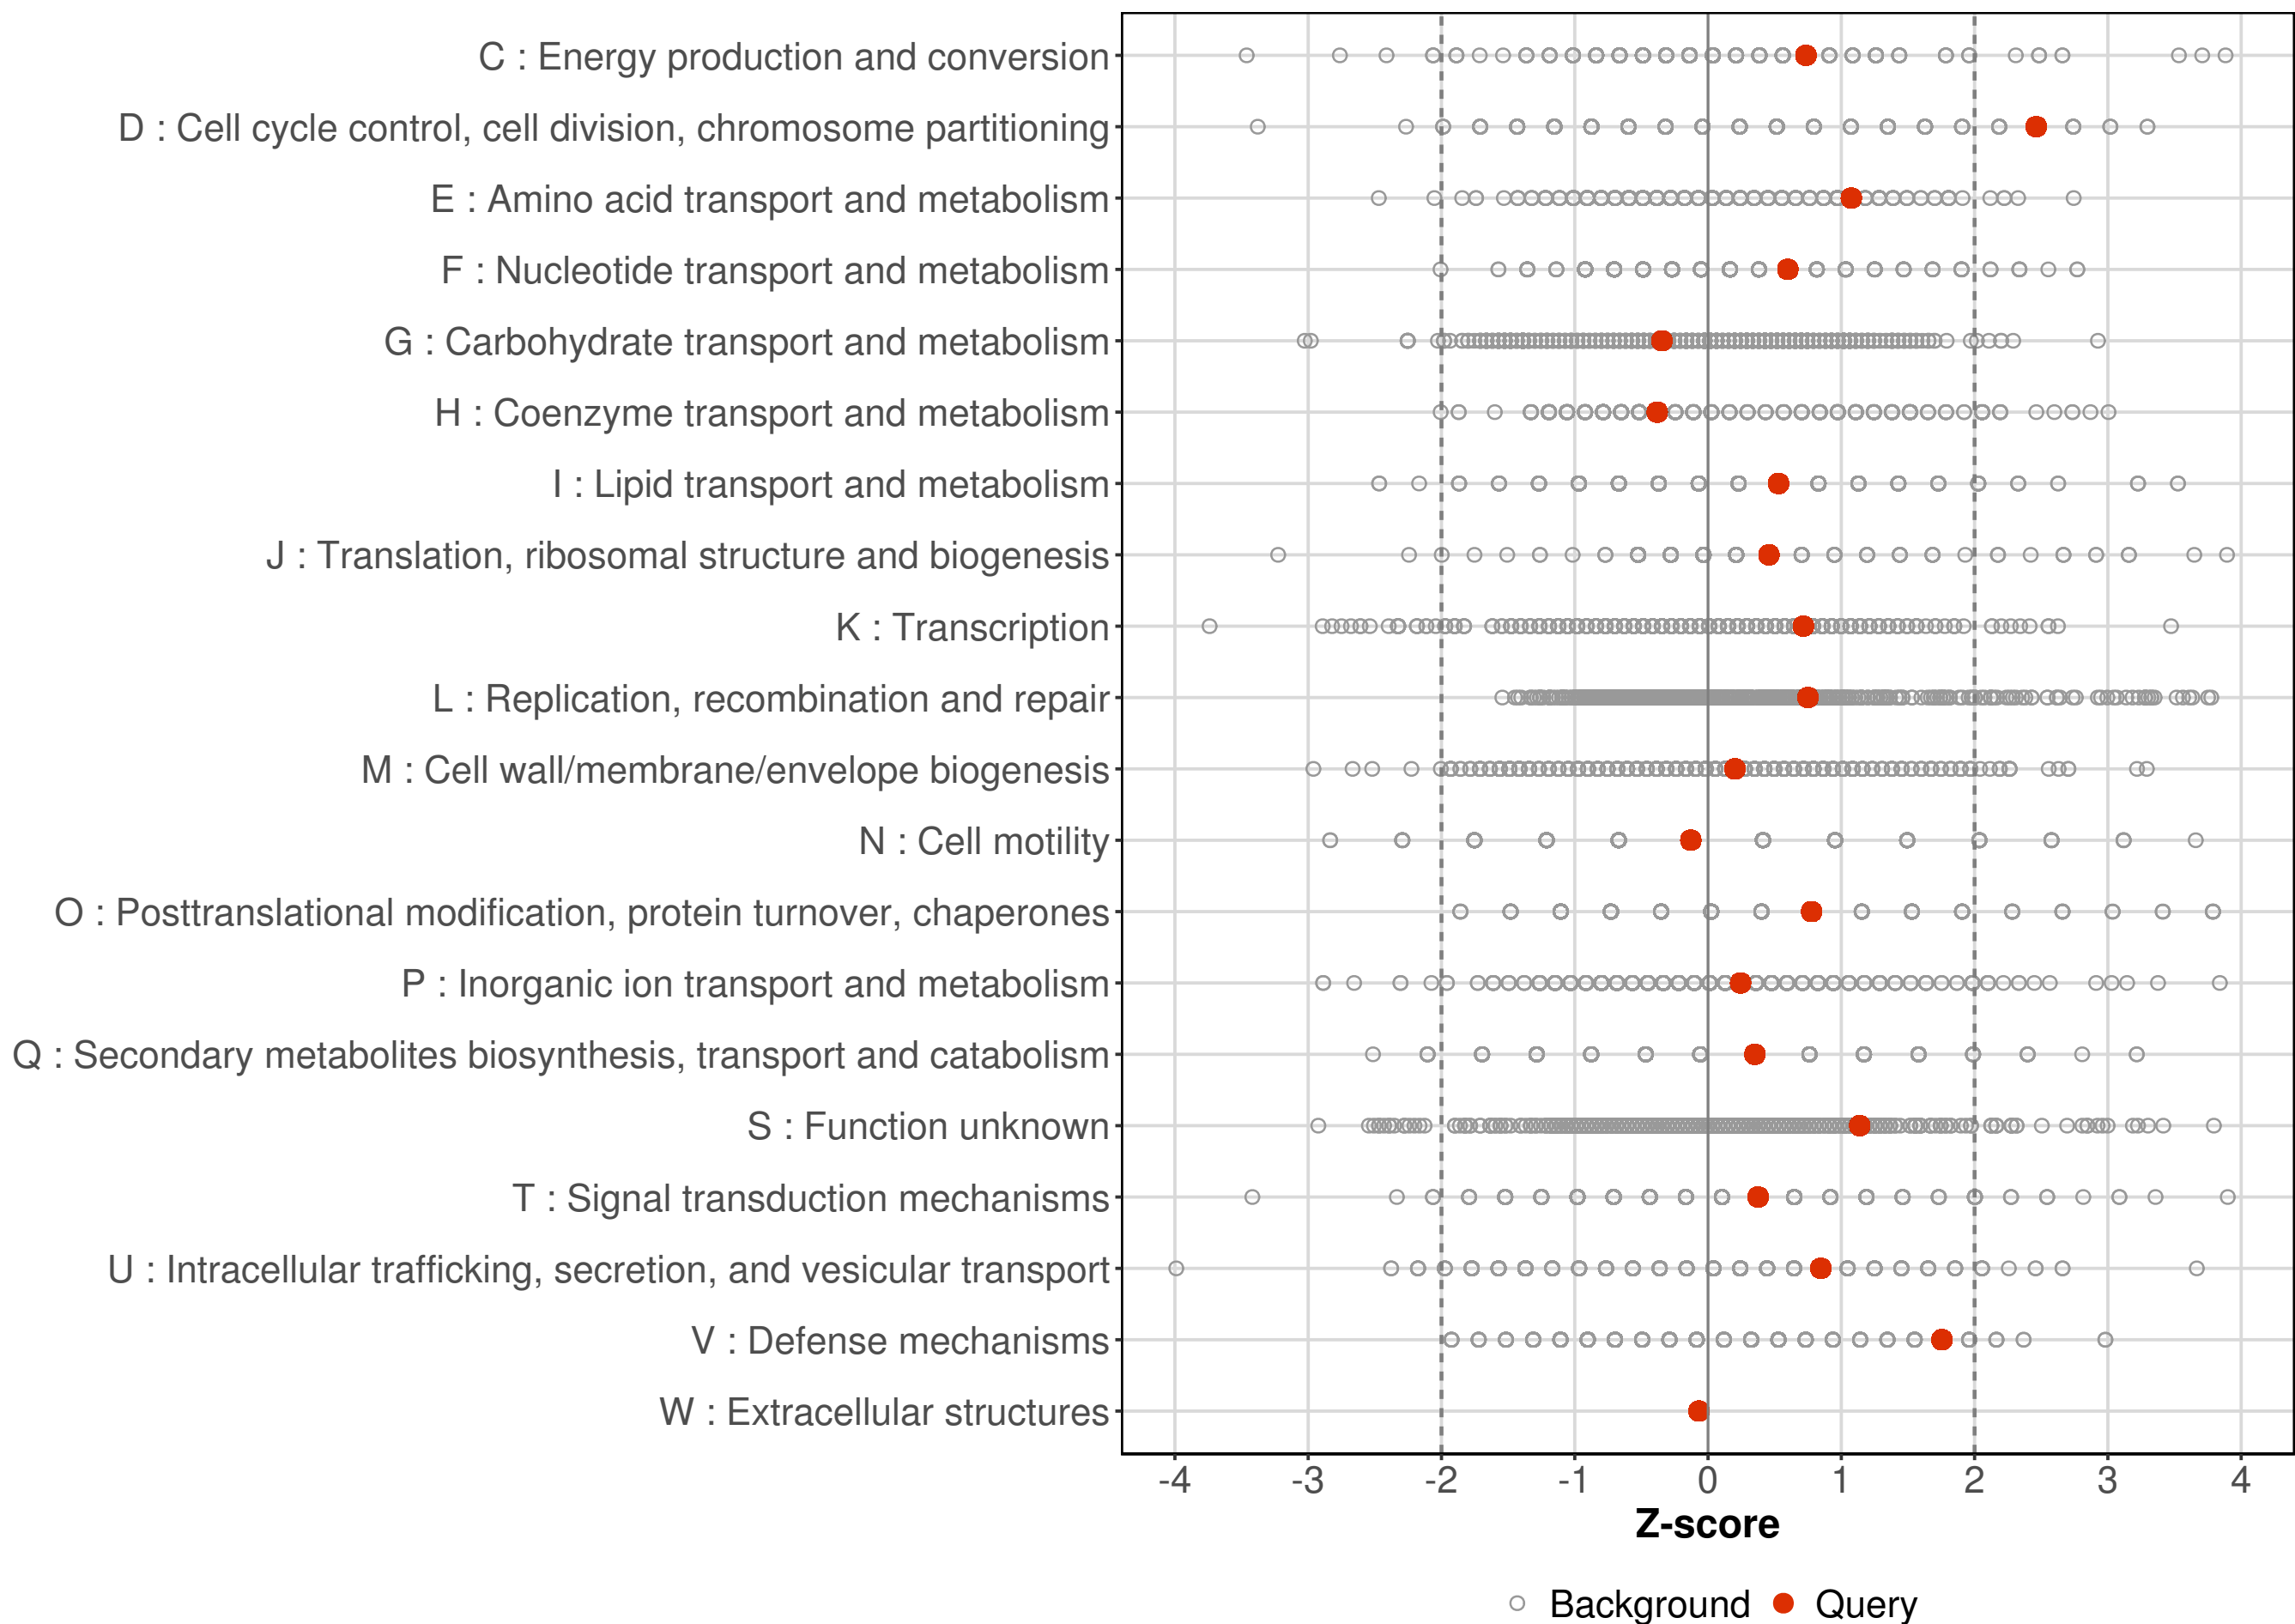 C : Energy production and conversion
D : Cell cycle control, cell division, chromosome partitioning
E : Amino acid transport and metabolism
F : Nucleotide transport and metabolism
G : Carbohydrate transport and metabolism
H : Coenzyme transport and metabolism
I : Lipid transport and metabolism
J : Translation, ribosomal structure and biogenesis
K : Transcription
L : Replication, recombination and repair
M : Cell wall/membrane/envelope biogenesis
N : Cell motility
O : Posttranslational modification, protein turnover, chaperones
P : Inorganic ion transport and metabolism
Q : Secondary metabolites biosynthesis, transport and catabolism
S : Function unknown
T : Signal transduction mechanisms
U : Intracellular trafficking, secretion, and vesicular transport
V : Defense mechanisms
W : Extracellular structures
-4 -3 -2 -1 0 1 2 3 4
Z-score
Background Query